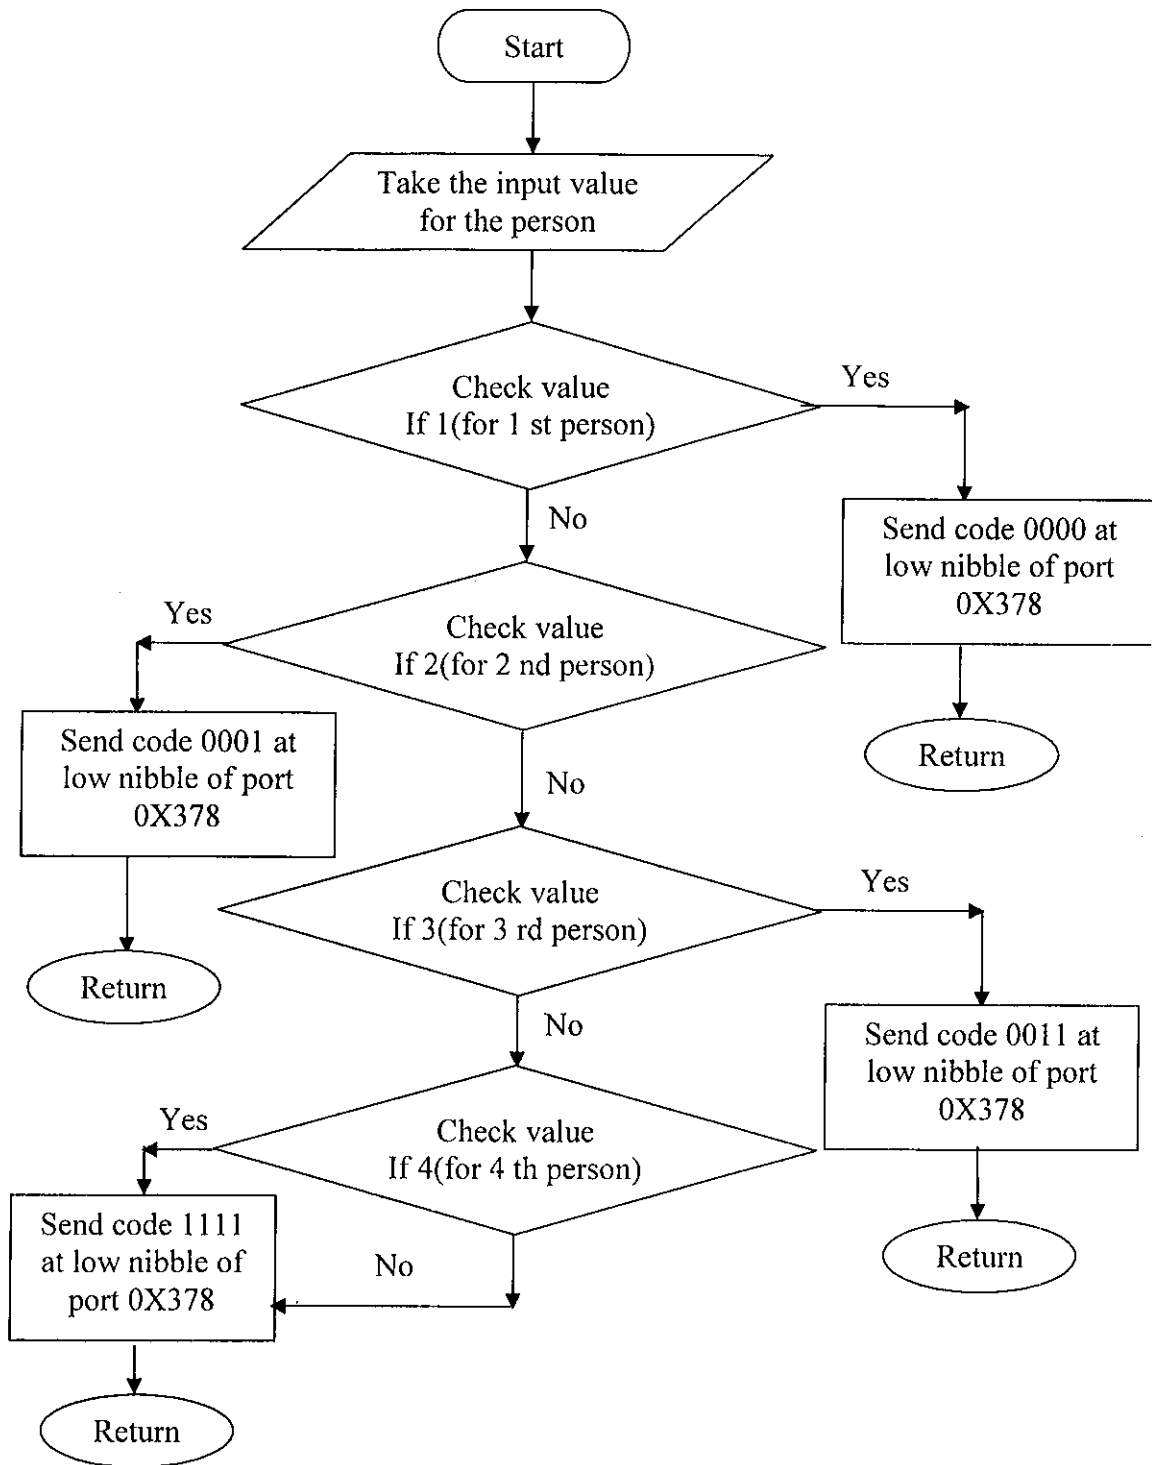 Start
Take the input value
for the person
Check value
If 1(for 1 st person)
Yes
No
Send code 0000 at
low nibble of port
0X378
Return
Check value
If 2(for 2 nd person)
Yes
Send code 0001 at
low nibble of port
0X378
Return
No
Check value
If 3(for 3 rd person)
Yes
Send code 0011 at
low nibble of port
0X378
Return
No
Check value
If 4(for 4 th person)
Yes
Send code 1111
at low nibble of
port 0X378
No
Return